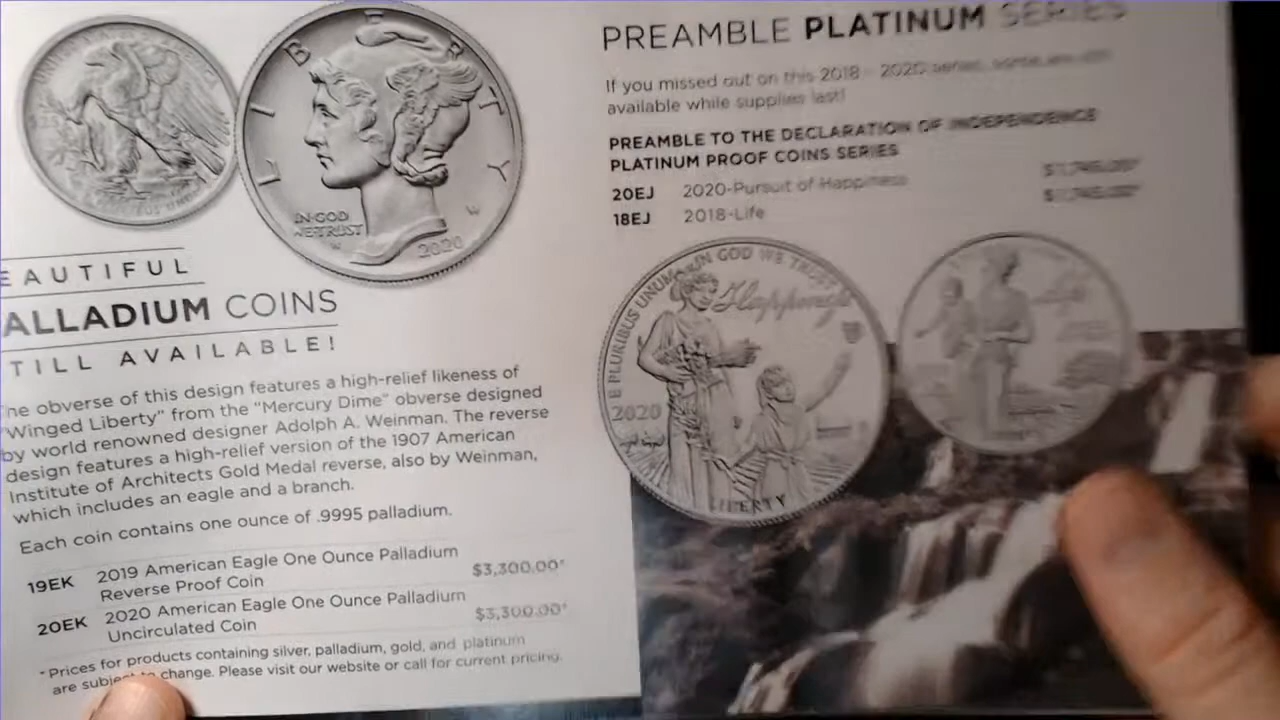 LIBERTY
IN GOD
WE TRUST
W
2020
EAUTIFUL
ALLADIUM COINS
TILL AVAILABLE!
he obverse of this design features a high-relief likeness of
"Winged Liberty" from the "Mercury Dime" obverse designed
by world renowned designer Adolph A. Weinman. The reverse
design features a high-relief version of the 1907 American
Institute of Architects Gold Medal reverse, also by Weinman,
which includes an eagle and a branch.
Each coin contains one ounce of .9995 palladium.
19EK 2019 American Eagle One Ounce Palladium
Reverse Proof Coin $3,300.00*
20EK 2020 American Eagle One Ounce Palladium
Uncirculated Coin $3,300.00*
*Prices for products containing silver, palladium, gold, and platinum
are subject to change. Please visit our website or call for current pricing.
PREAMBLE PLATINUM SERIES
If you missed out on this 2018 - 2020 series, some are still
available while supplies last!
PREAMBLE TO THE DECLARATION OF INDEPENDENCE
PLATINUM PROOF COINS SERIES
20EJ 2020-Pursuit of Happiness
18EJ 2018-Life
E PLURIBUS UNUM IN GOD WE TRUST
Happiness
2020
LIBERTY
Life